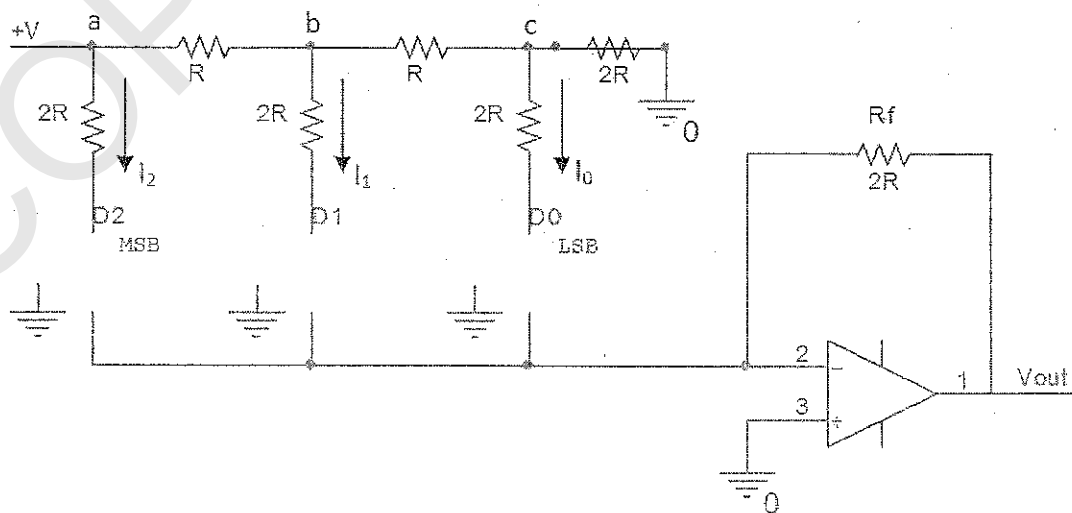 +V a b c
R R 2R
2R 2R 2R
0
Rf
2R
I2 I1 I0
D2 D1 D0
MSB LSB
2
1 Vout
3
0